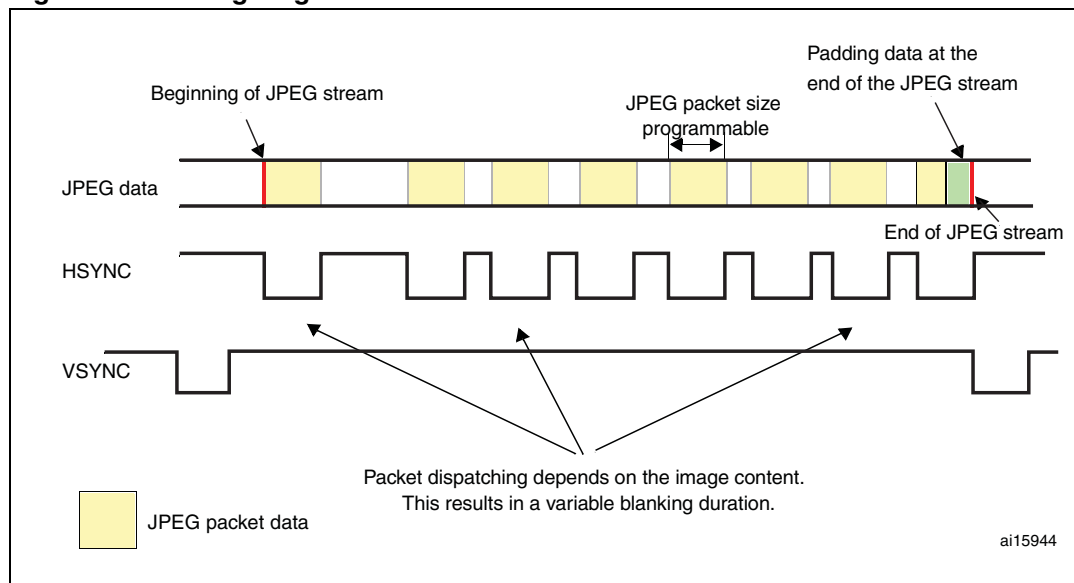 Padding data at the
end of the JPEG stream
Beginning of JPEG stream
JPEG packet size
programmable
JPEG data
End of JPEG stream
HSYNC
VSYNC
Packet dispatching depends on the image content.
This results in a variable blanking duration.
JPEG packet data
ai15944